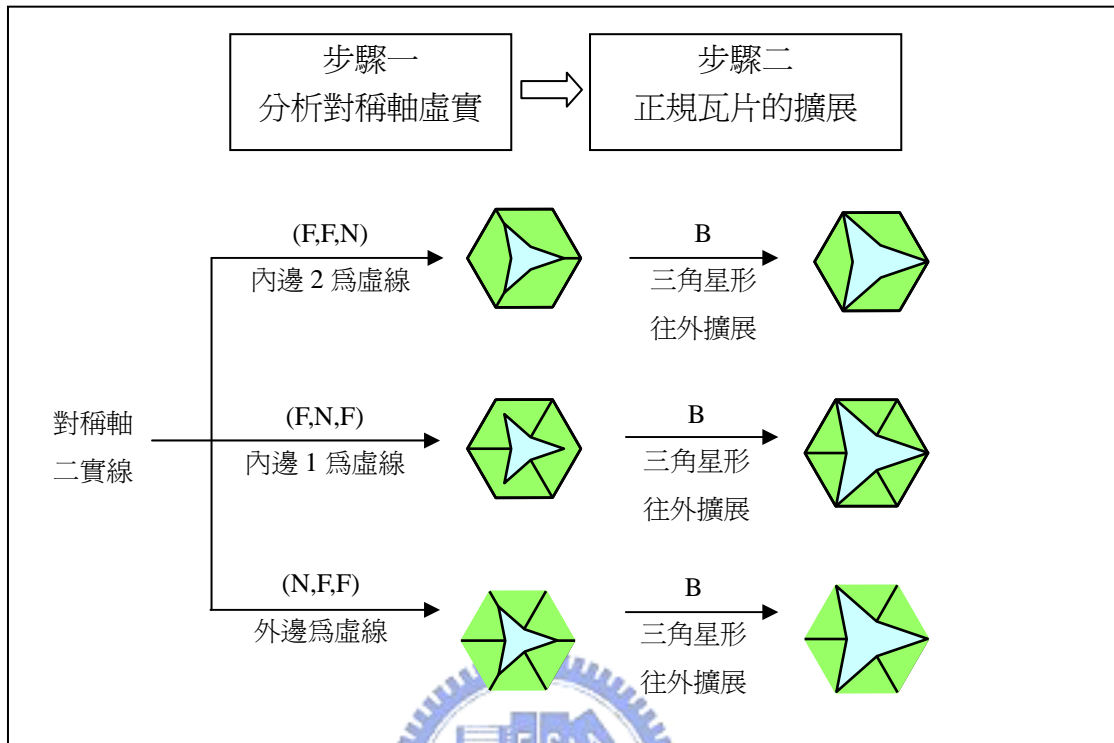 步驟一
分析對稱軸虛實
步驟二
正規瓦片的擴展
(F,F,N)
內邊 2 爲虛線
B
三角星形
往外擴展
對稱軸
二實線
(F,N,F)
內邊 1 爲虛線
B
三角星形
往外擴展
(N,F,F)
外邊爲虛線
B
三角星形
往外擴展